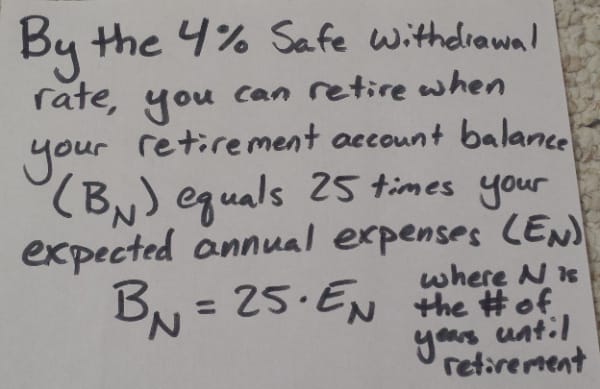 By the 4% Safe withdrawal
rate, you can retire when
your retirement account balance
(B_N) equals 25 times your
expected annual expenses (E_N)
B_N = 25 · E_N
where N is
the # of
years until
retirement